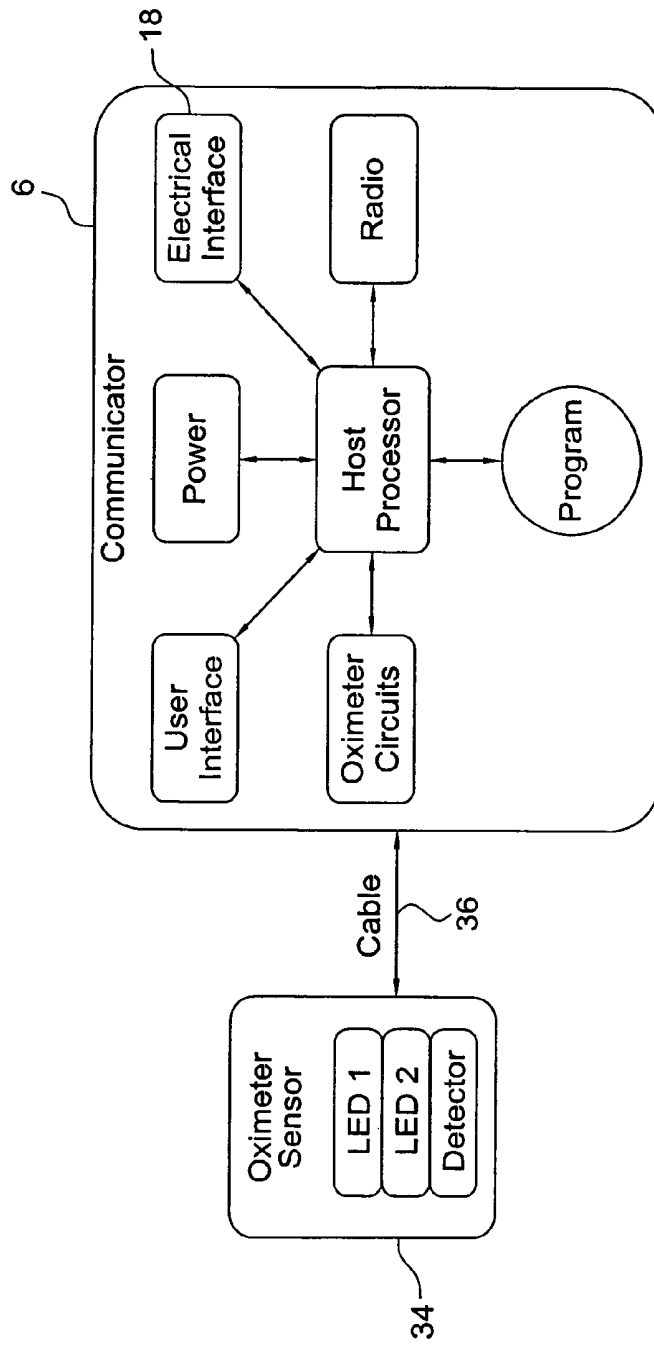 6
Communicator
18
User
Interface
Power
Electrical
Interface
Oximeter
Circuits
Host
Processor
Radio
Program
Cable
36
Oximeter
Sensor
LED 1
LED 2
Detector
34